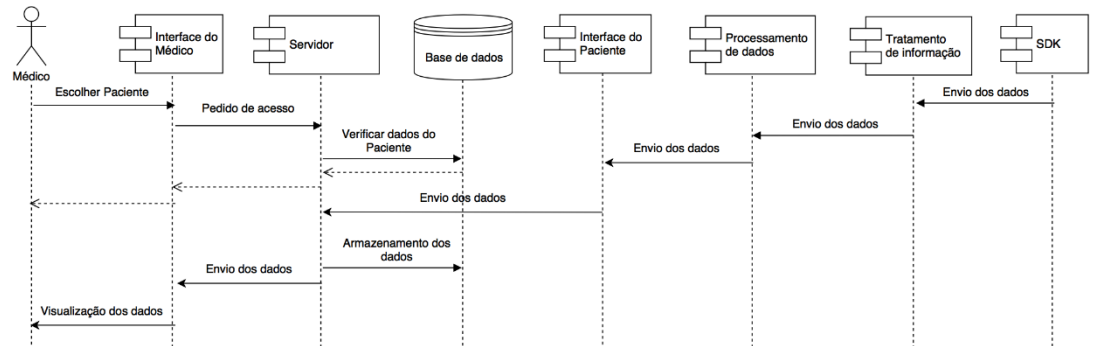 Médico
Interface do
Médico
Servidor
Base de dados
Interface do
Paciente
Processamento
de dados
Tratamento
de informação
SDK
Escolher Paciente
Envio dos dados
Pedido de acesso
Envio dos dados
Verificar dados do
Paciente
Envio dos dados
Envio dos dados
Armazenamento dos
dados
Envio dos dados
Visualização dos dados